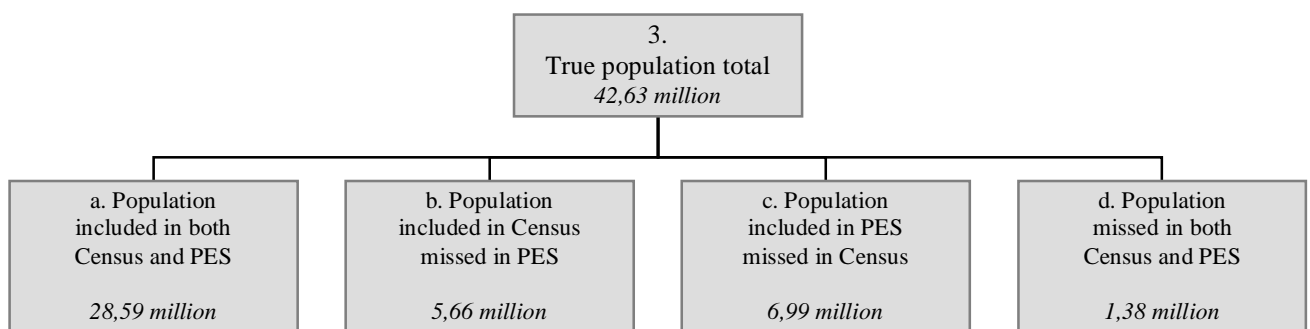 3.
True population total
42,63 million
a. Population
included in both
Census and PES
28,59 million
b. Population
included in Census
missed in PES
5,66 million
c. Population
included in PES
missed in Census
6,99 million
d. Population
missed in both
Census and PES
1,38 million